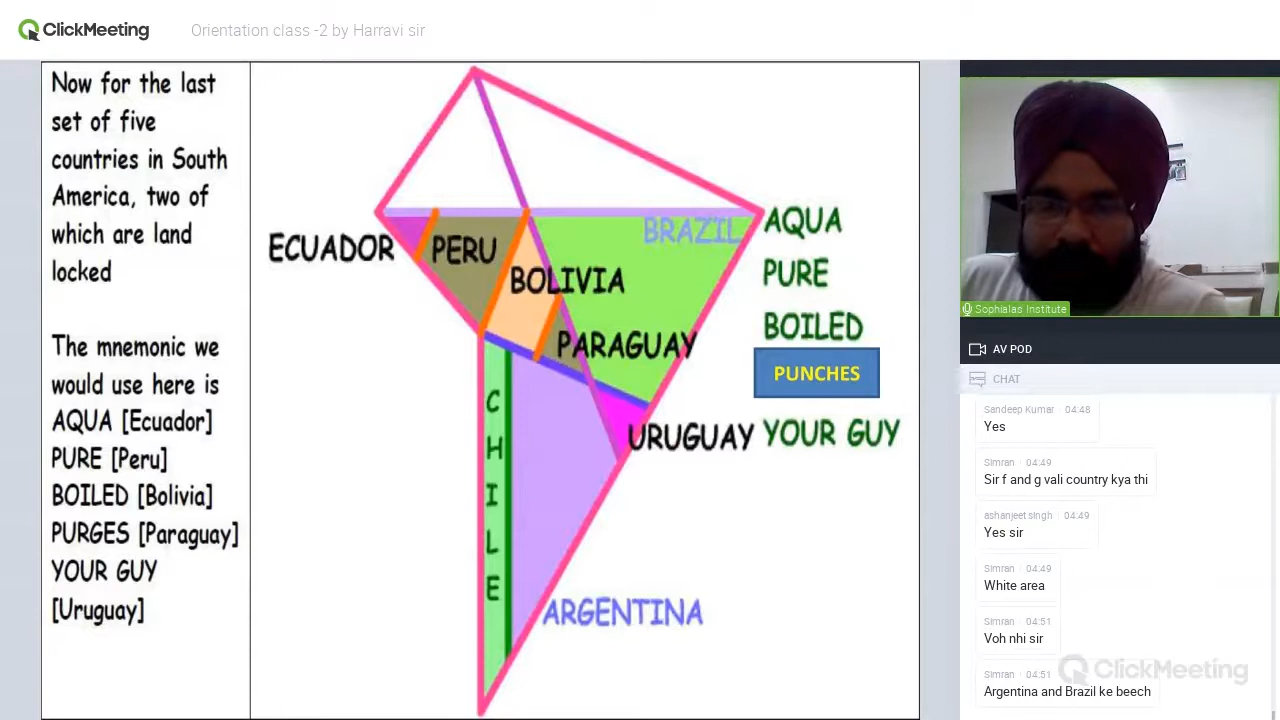 ClickMeeting
Orientation class -2 by Harravi sir
Now for the last
set of five
countries in South
America, two of
which are land
locked
The mnemonic we
would use here is
AQUA [Ecuador]
PURE [Peru]
BOILED [Bolivia]
PURGES [Paraguay]
YOUR GUY
[Uruguay]
ECUADOR
PERU
BOLIVIA
BRAZIL
PARAGUAY
URUGUAY
C
H
I
L
E
ARGENTINA
AQUA
PURE
BOILED
PUNCHES
YOUR GUY
Sophialas Institute
AV POD
CHAT
Sandeep Kumar 04:48
Yes
Simran 04:49
Sir f and g vali country kya thi
ashanjeet singh 04:49
Yes sir
Simran 04:49
White area
Simran 04:51
Voh nhi sir
Simran 04:51
Argentina and Brazil ke beech
ClickMeeting